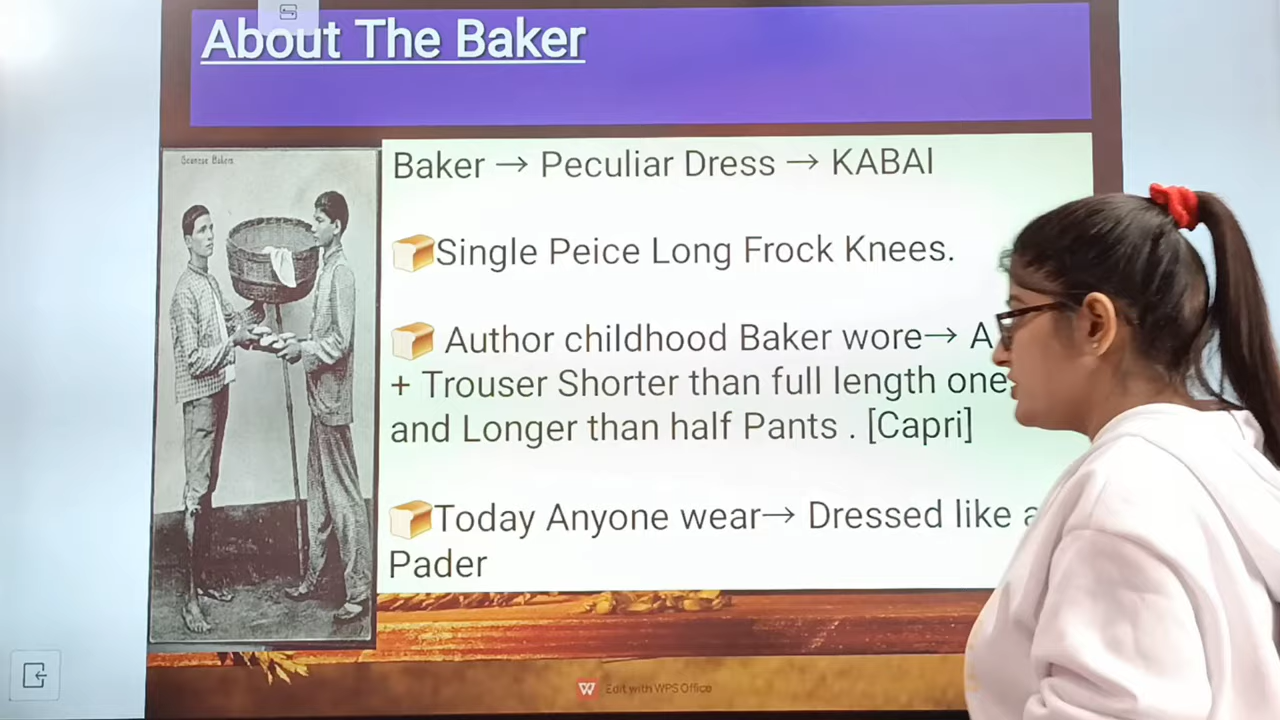 About The Baker
Goanese Bakers
Baker → Peculiar Dress → KABAI
Single Peice Long Frock Knees.
Author childhood Baker wore→ A
+ Trouser Shorter than full length one
and Longer than half Pants . [Capri]
Today Anyone wear→ Dressed like a
Pader
Edit with WPS Office